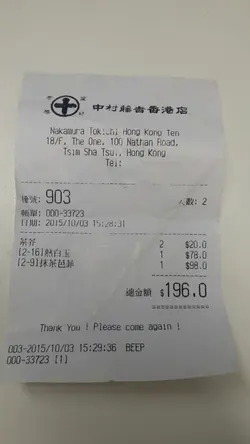 中村藤吉香港店
Nakamura Tokichi Hong Kong Ten
18/F, The One, 100 Nathan Road,
Tsim Sha Tsui, Hong Kong
Tel:
檯號: 903 人數: 2
帳單: 000-33723
日期: 2015/10/03 15:28:31
茶芥 2 $20.0
[2-16]熱白玉 1 $78.0
[2-9]抹茶芭菲 1 $98.0
總金額 $196.0
Thank You ! Please come again !
003-2015/10/03 15:29:36 BEEP
000-33723 [1]